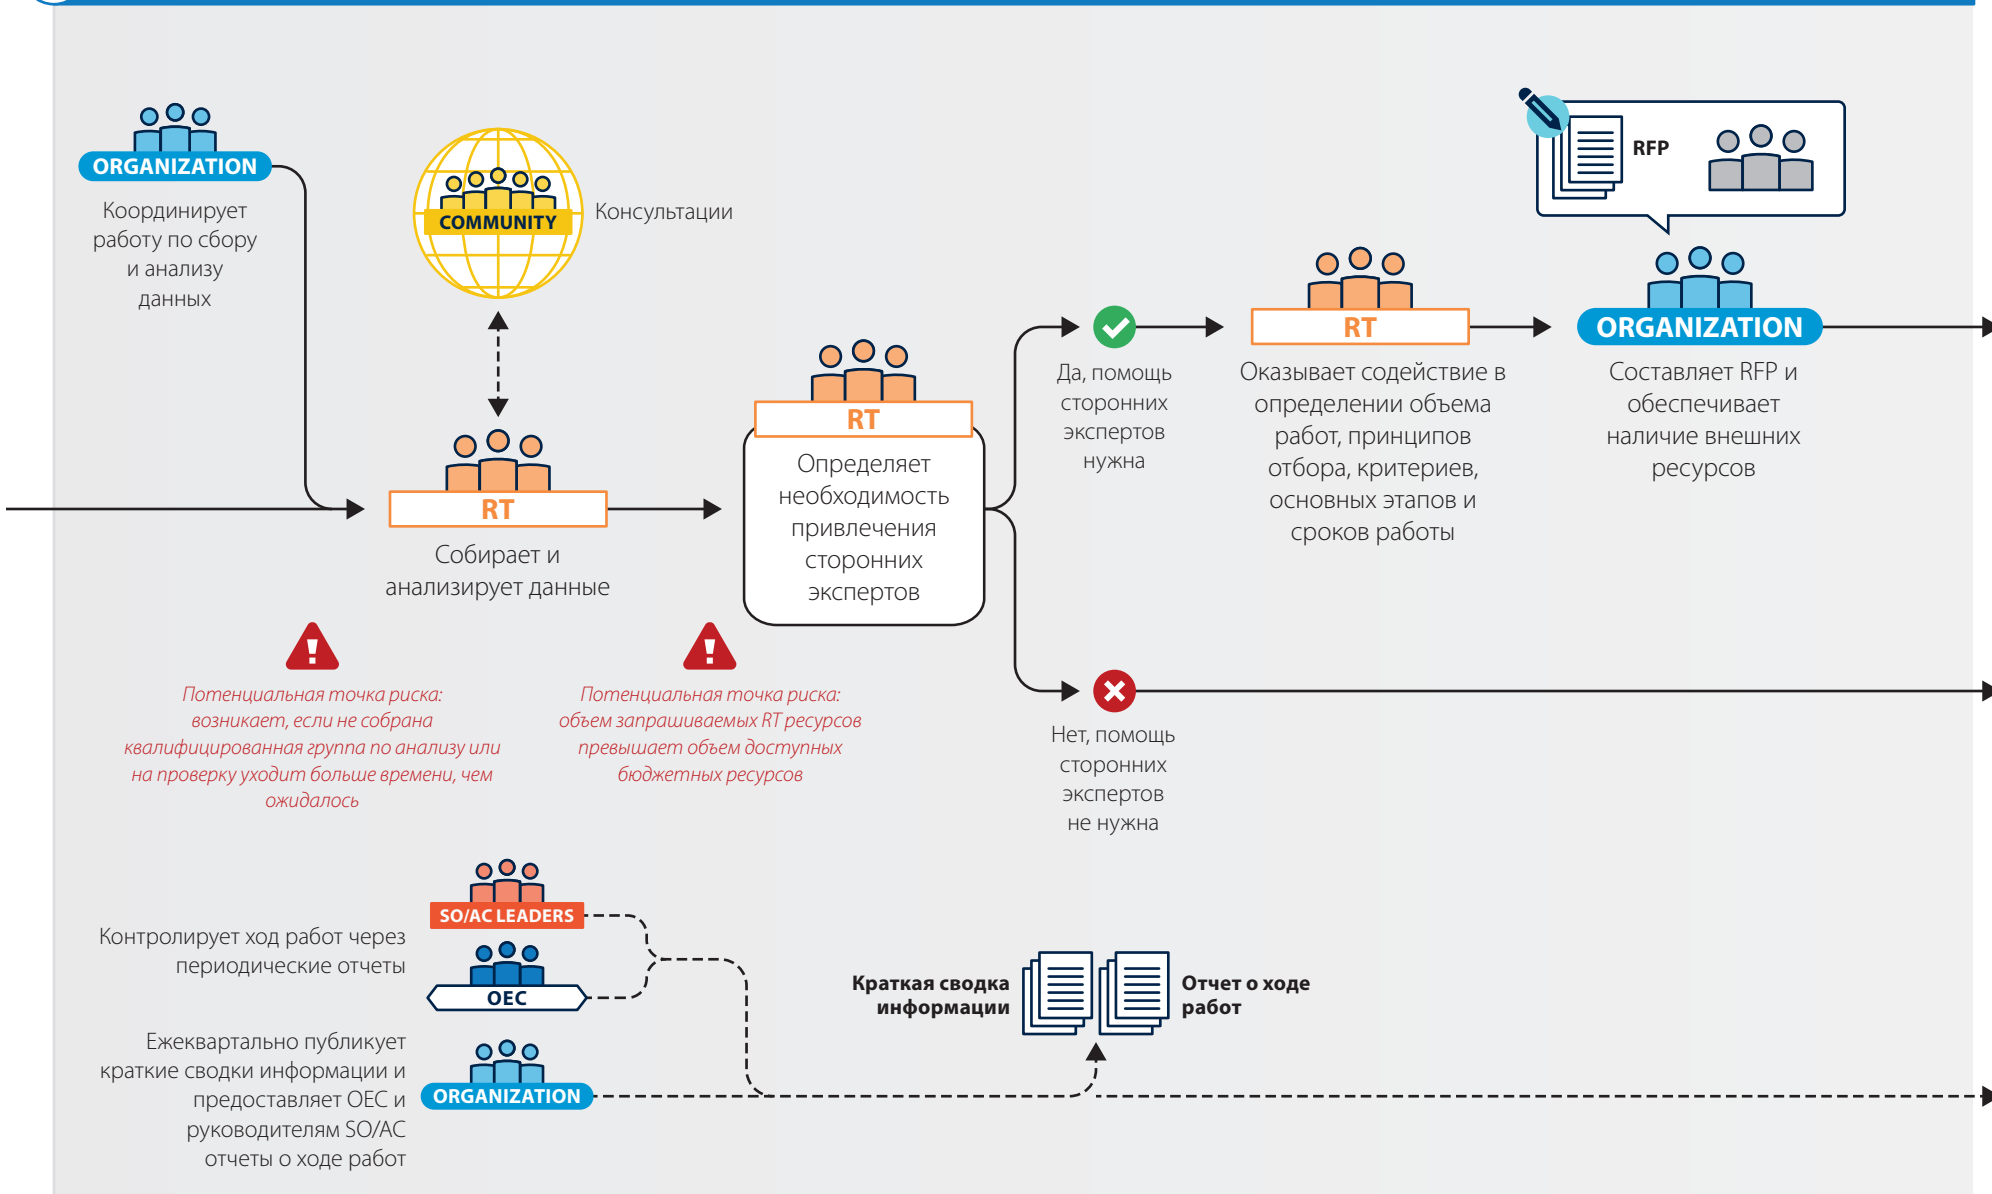 ORGANIZATION
Координирует
работу по сбору
и анализу
данных
COMMUNITY
Консультации
RT
Собирает и
анализирует данные
RT
Определяет
необходимость
привлечения
сторонних
экспертов
Да, помощь
сторонних
экспертов
нужна
RT
Оказывает содействие в
определении объема
работ, принципов
отбора, критериев,
основных этапов и
сроков работы
RFP
ORGANIZATION
Составляет RFP и
обеспечивает
наличие внешних
ресурсов
Потенциальная точка риска:
возникает, если не собрана
квалифицированная группа по анализу или
на проверку уходит больше времени, чем
ожидалось
Потенциальная точка риска:
объем запрашиваемых RT ресурсов
превышает объем доступных
бюджетных ресурсов
Нет, помощь
сторонних
экспертов
не нужна
SO/AC LEADERS
Контролирует ход работ через
периодические отчеты
OEC
Ежеквартально публикует
краткие сводки информации и
предоставляет OEC и
руководителям SO/AC
отчеты о ходе работ
ORGANIZATION
Краткая сводка
информации
Отчет о ходе
работ